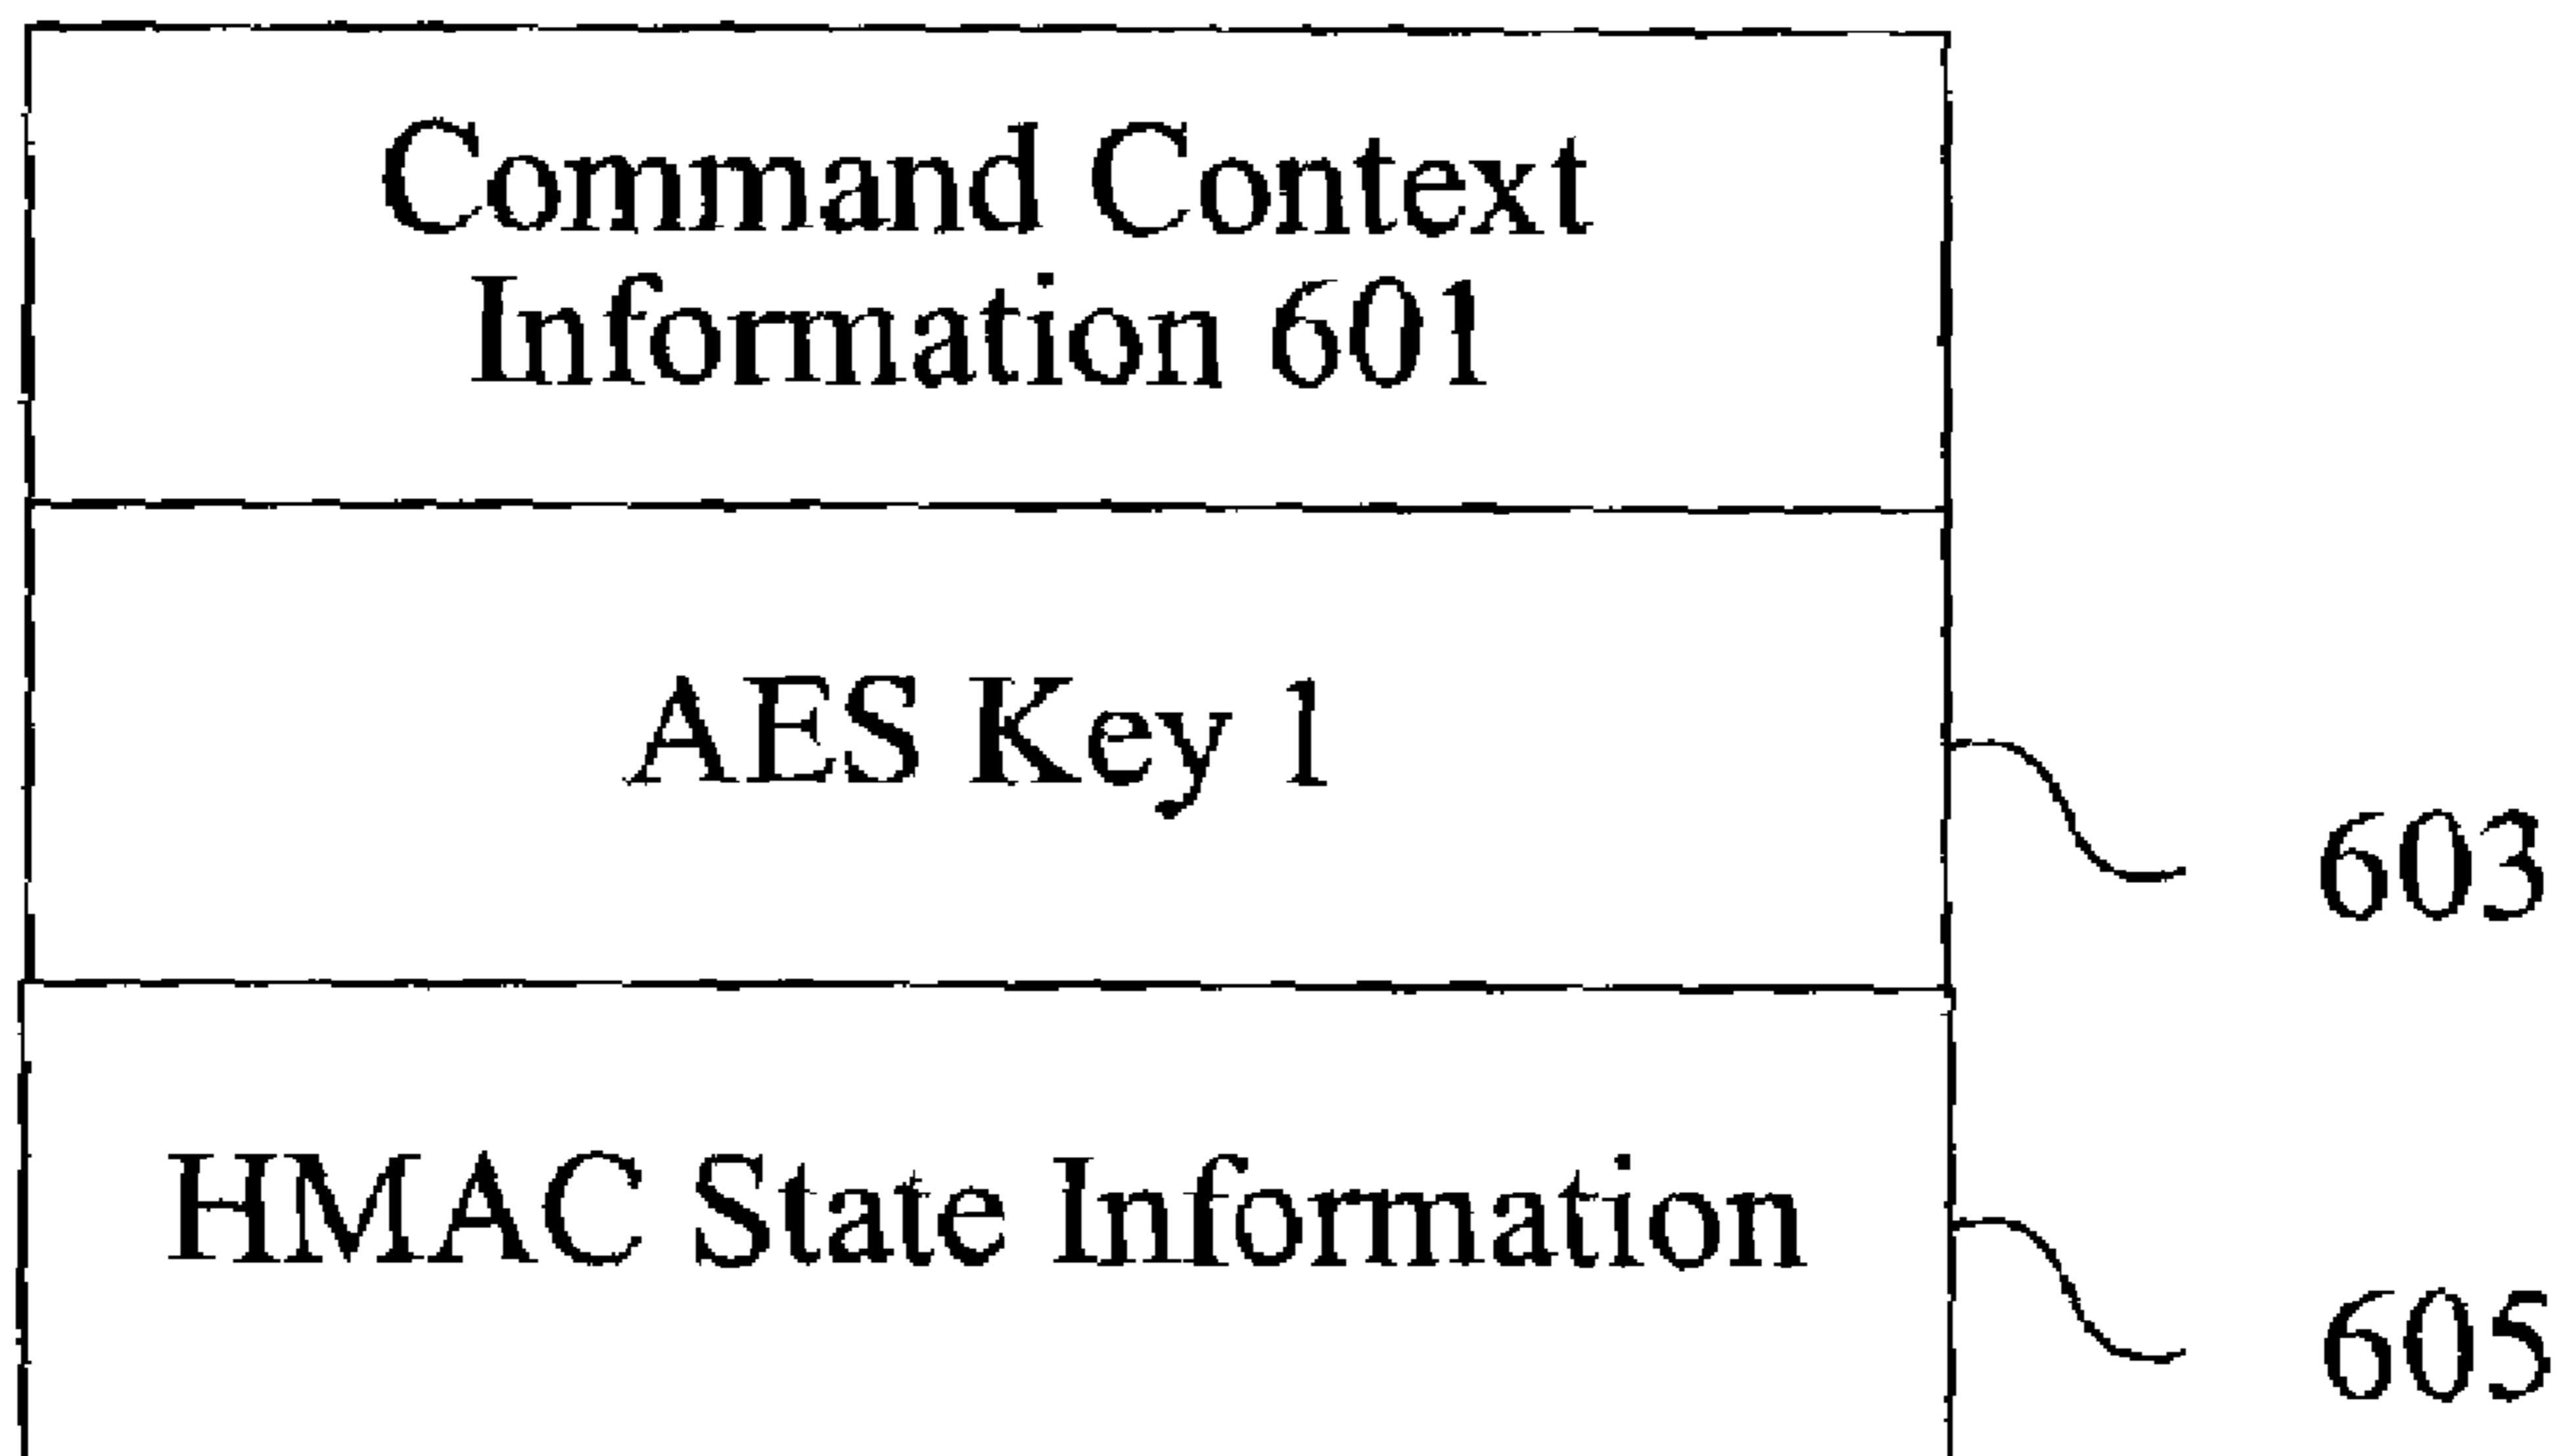 Command Context
Information 601
AES Key 1
603
HMAC State Information
605